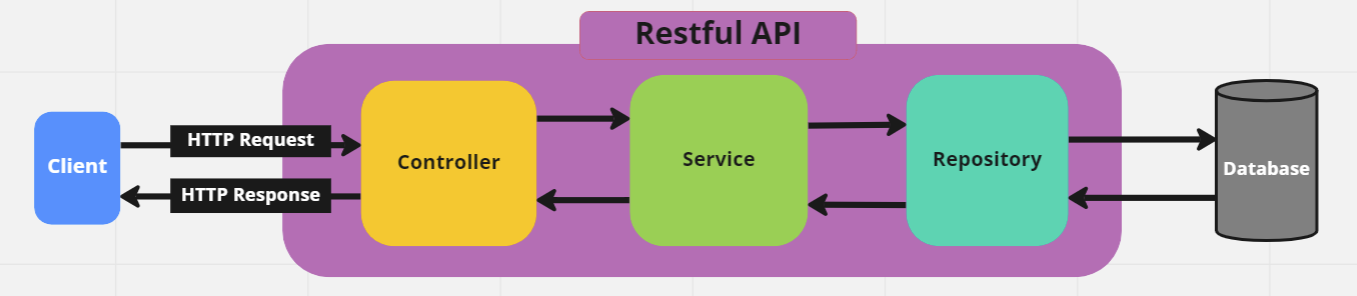 Restful API
Client
HTTP Request
HTTP Response
Controller
Service
Repository
Database